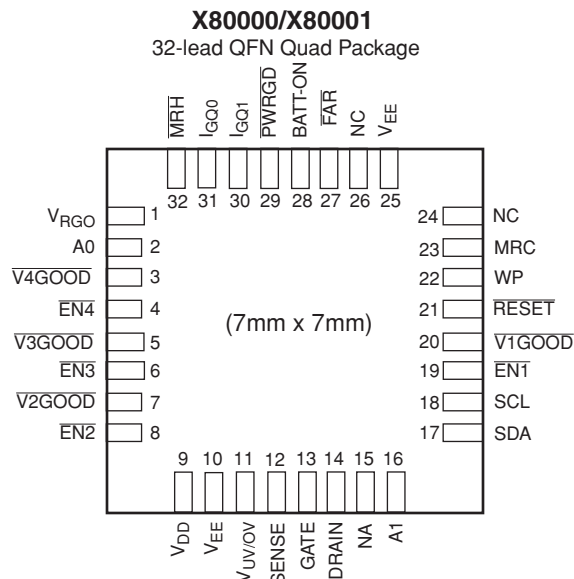 X80000/X80001
32-lead QFN Quad Package
MRH IGQ0 IGQ1 PWRGD BATT-ON FAR NC VEE
32 31 30 29 28 27 26 25
VRGO 1
A0 2
V4GOOD 3
EN4 4
V3GOOD 5
EN3 6
V2GOOD 7
EN2 8
(7mm x 7mm)
24 NC
23 MRC
22 WP
21 RESET
20 V1GOOD
19 EN1
18 SCL
17 SDA
9 10 11 12 13 14 15 16
VDD VEE VUV/OV SENSE GATE DRAIN NA A1